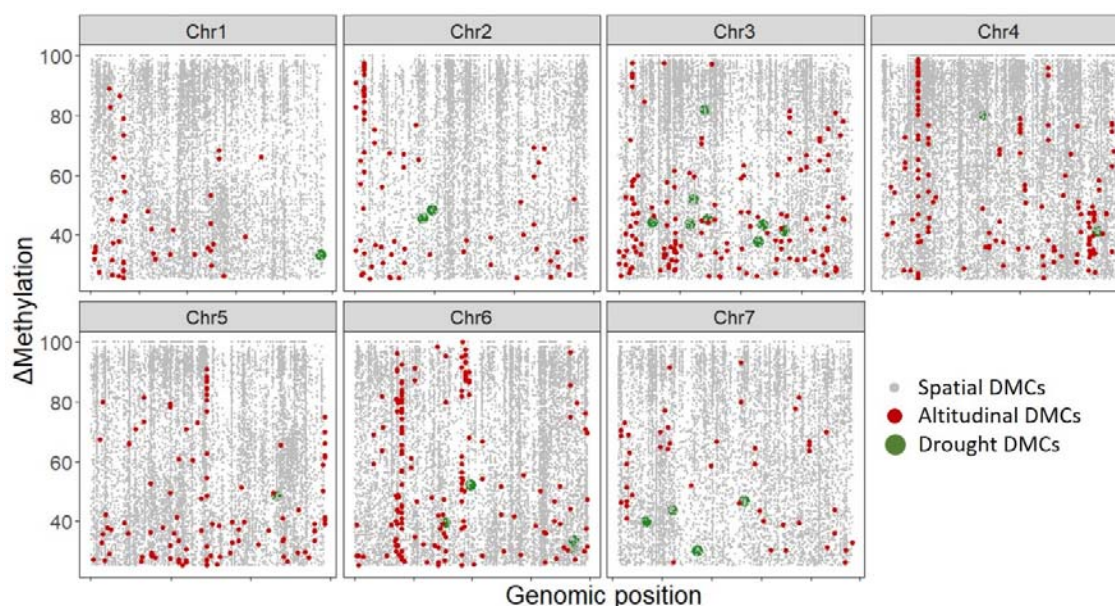 Chr1 Chr2 Chr3 Chr4
100
80
60
40
Chr5 Chr6 Chr7
100
80
60
40
ΔMethylation
Genomic position
Spatial DMCs
Altitudinal DMCs
Drought DMCs